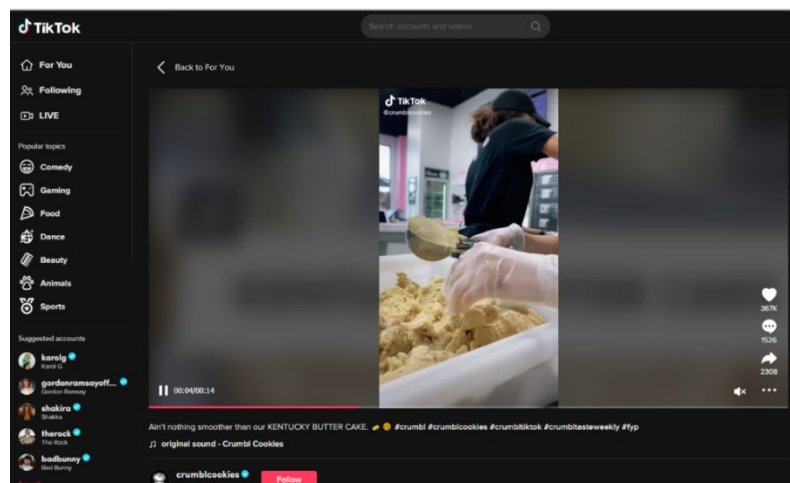 TikTok
Search accounts and videos
For You
Following
LIVE
Popular topics
Comedy
Gaming
Food
Dance
Beauty
Animals
Sports
Suggested accounts
karolg
Karol G
gordonramsayoff...
Gordon Ramsay
shakira
Shakira
therock
The Rock
badbunny
Bad Bunny
Back to For You
TikTok
@crumblcookies
367K
1526
2308
00:04/00:14
Ain't nothing smoother than our KENTUCKY BUTTER CAKE. #crumbl #crumblcookies #crumbltiktok #crumbltasteweekly #fyp
original sound - Crumbl Cookies
crumblcookies
Follow